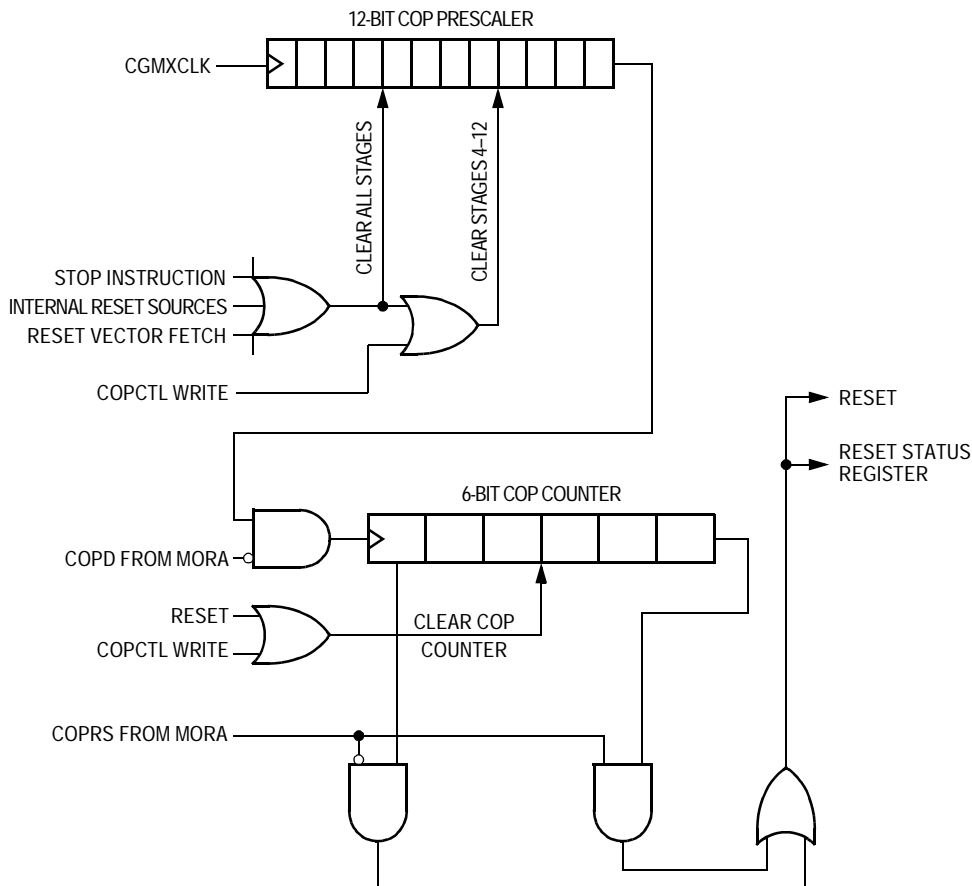 12-BIT COP PRESCALER
CGMXCLK
CLEAR ALL STAGES
CLEAR STAGES 4–12
STOP INSTRUCTION
INTERNAL RESET SOURCES
RESET VECTOR FETCH
COPCTL WRITE
RESET
RESET STATUS
REGISTER
6-BIT COP COUNTER
COPD FROM MORA
RESET
COPCTL WRITE
CLEAR COP
COUNTER
COPRS FROM MORA